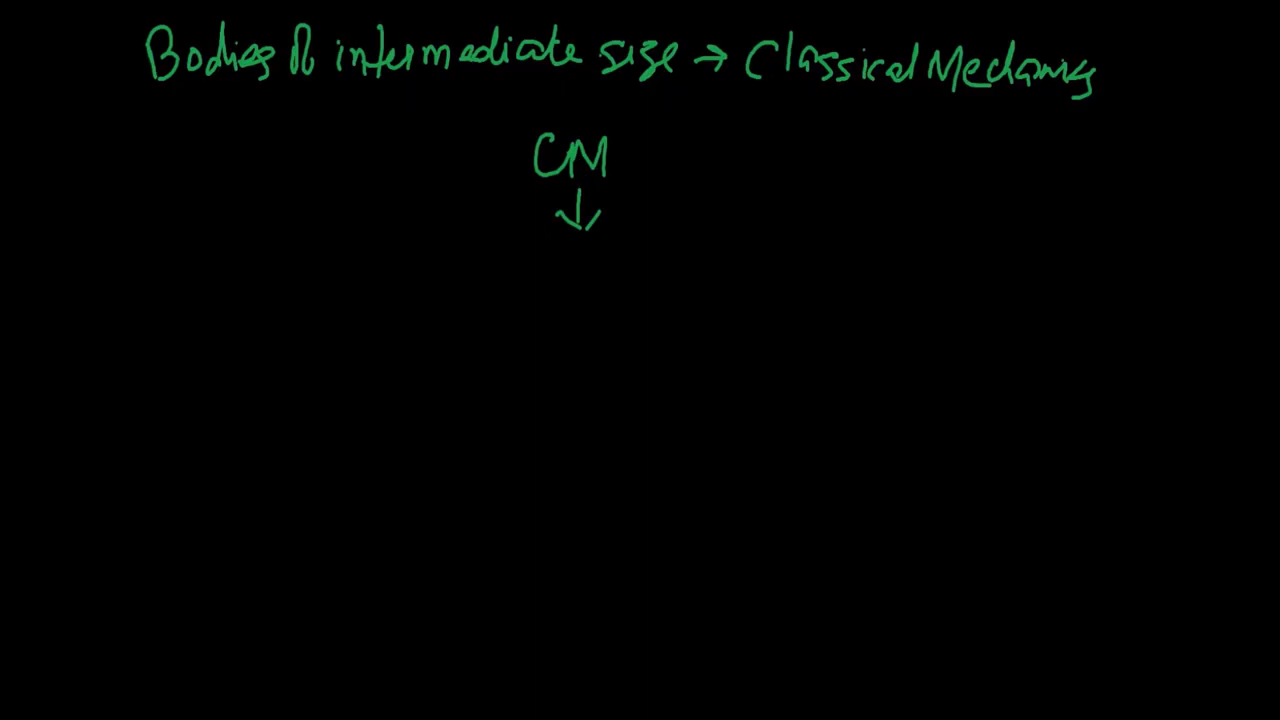 Bodies of intermediate size → Classical Mechanics
CM
↓